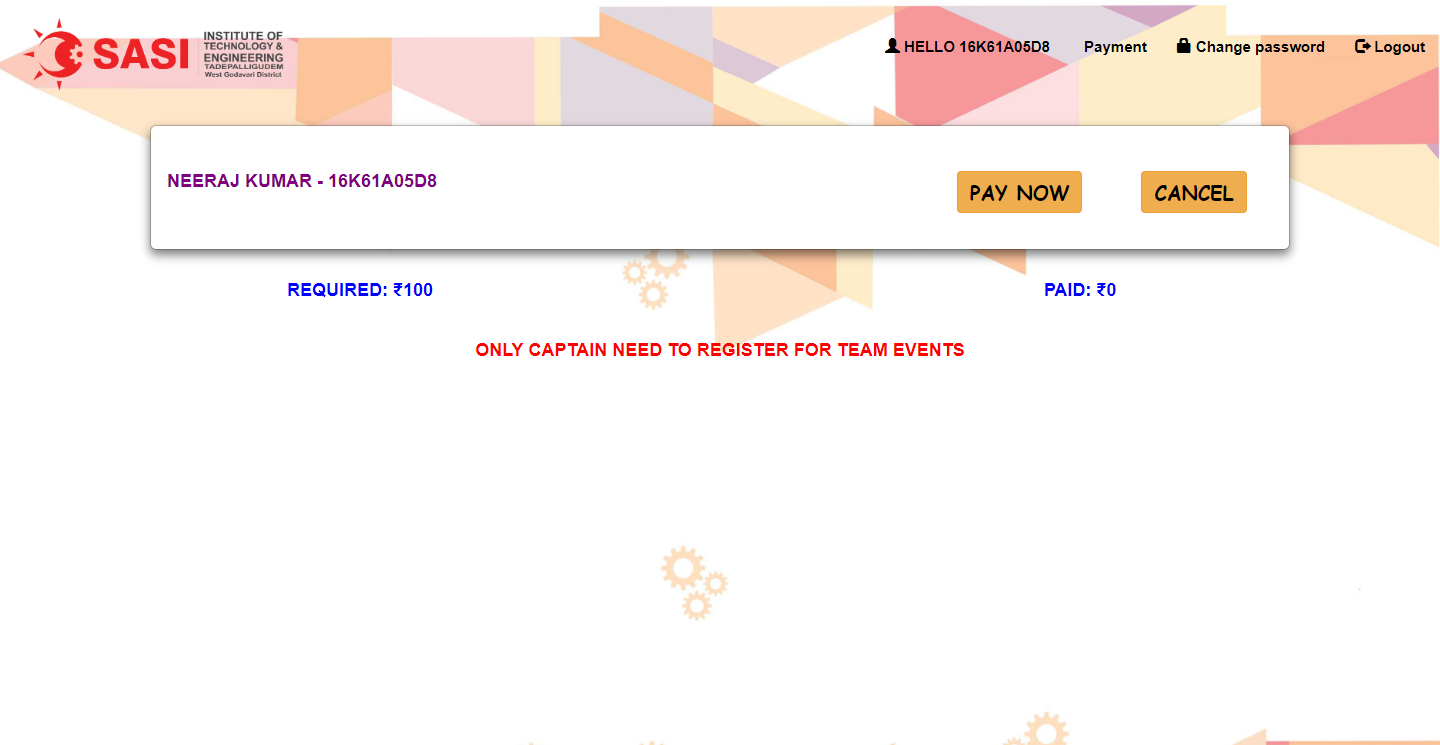 SASI
INSTITUTE OF
TECHNOLOGY &
ENGINEERING
TADEPALLIGUDEM
West Godavari District
HELLO 16K61A05D8
Payment
Change password
Logout
NEERAJ KUMAR - 16K61A05D8
PAY NOW
CANCEL
REQUIRED: ₹100
PAID: ₹0
ONLY CAPTAIN NEED TO REGISTER FOR TEAM EVENTS